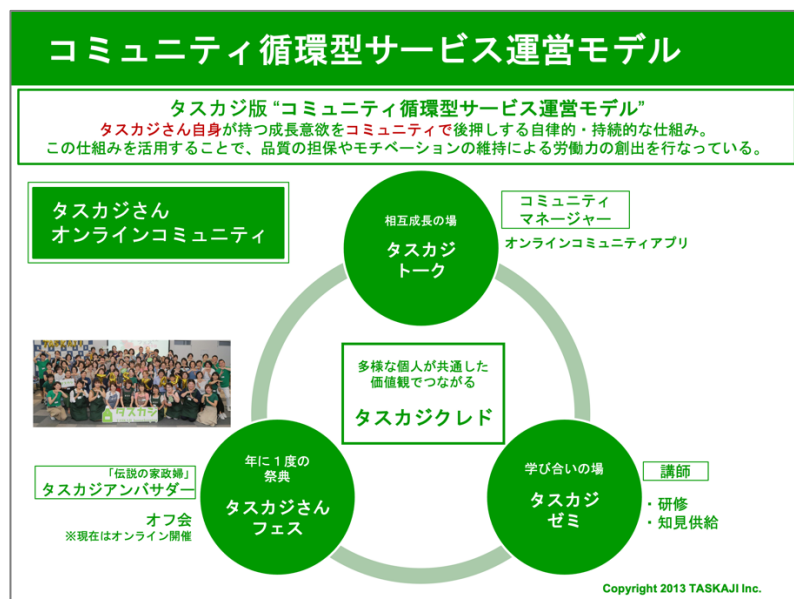 コミュニティ循環型サービス運営モデル
タスカジ版 “コミュニティ循環型サービス運営モデル”
タスカジさん自身が持つ成長意欲をコミュニティで後押しする自律的・持続的な仕組み。
この仕組みを活用することで、品質の担保やモチベーションの維持による労働力の創出を行なっている。
タスカジさん
オンラインコミュニティ
相互成長の場
タスカジ
トーク
コミュニティ
マネージャー
オンラインコミュニティアプリ
多様な個人が共通した
価値観でつながる
タスカジクレド
タスカジ
「伝説の家政婦」
タスカジアンバサダー
オフ会
※現在はオンライン開催
年に１度の
祭典
タスカジさん
フェス
学び合いの場
タスカジ
ゼミ
講師
・研修
・知見供給
Copyright 2013 TASKAJI Inc.